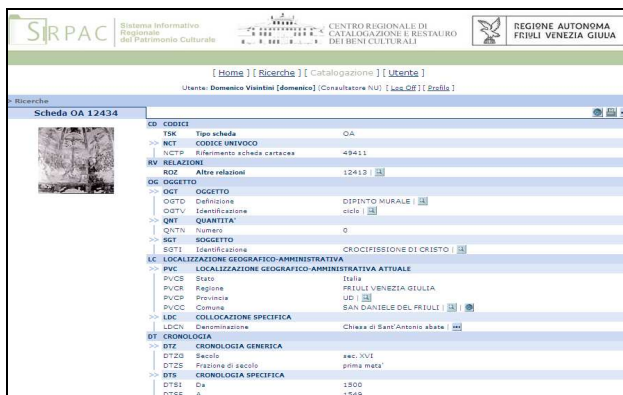 SIRPAC
Sistema Informativo
Regionale
del Patrimonio Culturale
CENTRO REGIONALE DI
CATALOGAZIONE E RESTAURO
DEI BENI CULTURALI
REGIONE AUTONOMA
FRIULI VENEZIA GIULIA
[ Home ] [ Ricerche ] [ Catalogazione ] [ Utente ]
Utente: Domenico Visintini [domenico] (Consultatore NU) [ Log Off ] [ Profilo ]
> Ricerche
Scheda OA 12434
CD CODICI
TSK Tipo scheda OA
>> NCT CODICE UNIVOCO
NCTP Riferimento scheda cartacea 49411
RV RELAZIONI
ROZ Altre relazioni 12413 |
OG OGGETTO
>> OGT OGGETTO
OGTD Definizione DIPINTO MURALE |
OGTV Identificazione ciclo |
>> QNT QUANTITA'
QNTN Numero 0
>> SGT SOGGETTO
SGTI Identificazione CROCIFISSIONE DI CRISTO |
LC LOCALIZZAZIONE GEOGRAFICO-AMMINISTRATIVA
>> PVC LOCALIZZAZIONE GEOGRAFICO-AMMINISTRATIVA ATTUALE
PVCS Stato Italia
PVCR Regione FRIULI VENEZIA GIULIA
PVCP Provincia UD |
PVCC Comune SAN DANIELE DEL FRIULI | |
>> LDC COLLOCAZIONE SPECIFICA
LDCN Denominazione Chiesa di Sant'Antonio abate |
DT CRONOLOGIA
>> DTZ CRONOLOGIA GENERICA
DTZG Secolo sec. XVI
DTZS Frazione di secolo prima meta'
>> DTS CRONOLOGIA SPECIFICA
DTSI Da 1500
DTSF A 1549